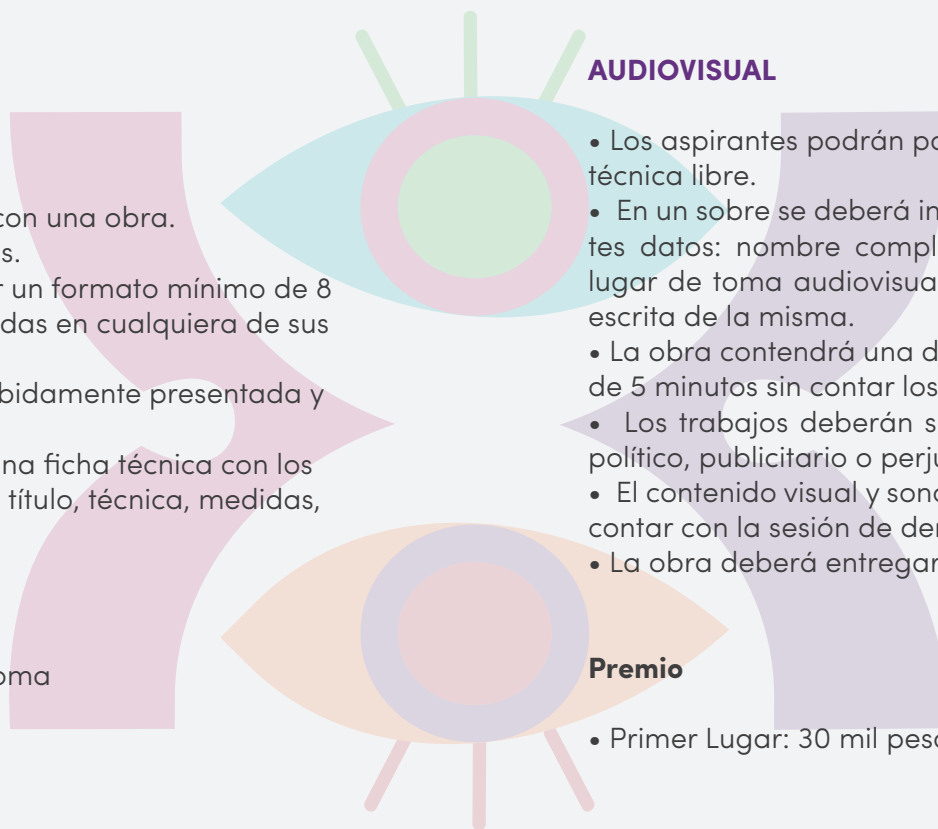 con una obra.
s.
r un formato mínimo de 8
das en cualquiera de sus
bidamente presentada y
na ficha técnica con los
título, técnica, medidas,
oma
AUDIOVISUAL
• Los aspirantes podrán pa
técnica libre.
• En un sobre se deberá in
tes datos: nombre compl
lugar de toma audiovisua
escrita de la misma.
• La obra contendrá una d
de 5 minutos sin contar los
• Los trabajos deberán s
político, publicitario o perju
• El contenido visual y sono
contar con la sesión de der
• La obra deberá entregar
Premio
• Primer Lugar: 30 mil peso